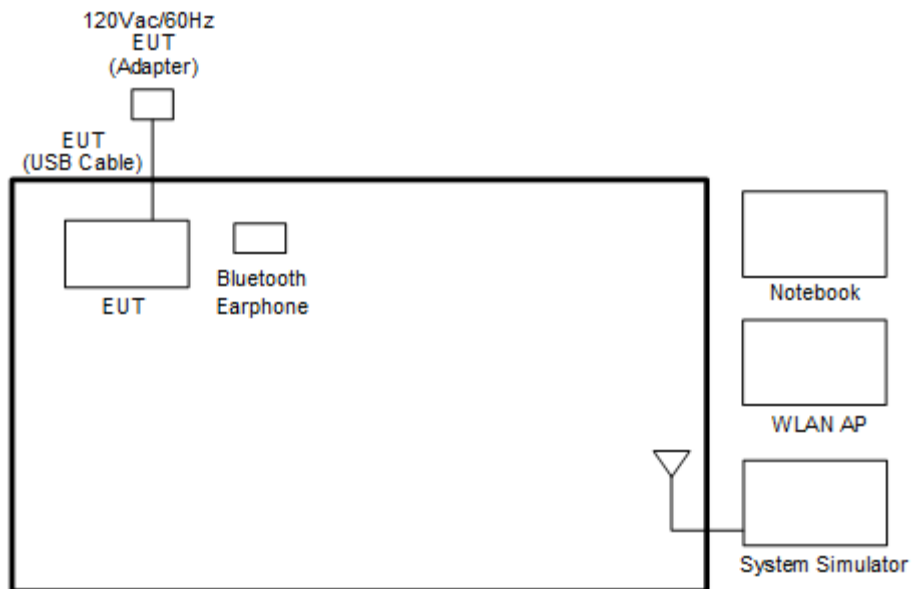 120Vac/60Hz
EUT
(Adapter)
EUT
(USB Cable)
EUT
Bluetooth
Earphone
Notebook
WLAN AP
System Simulator